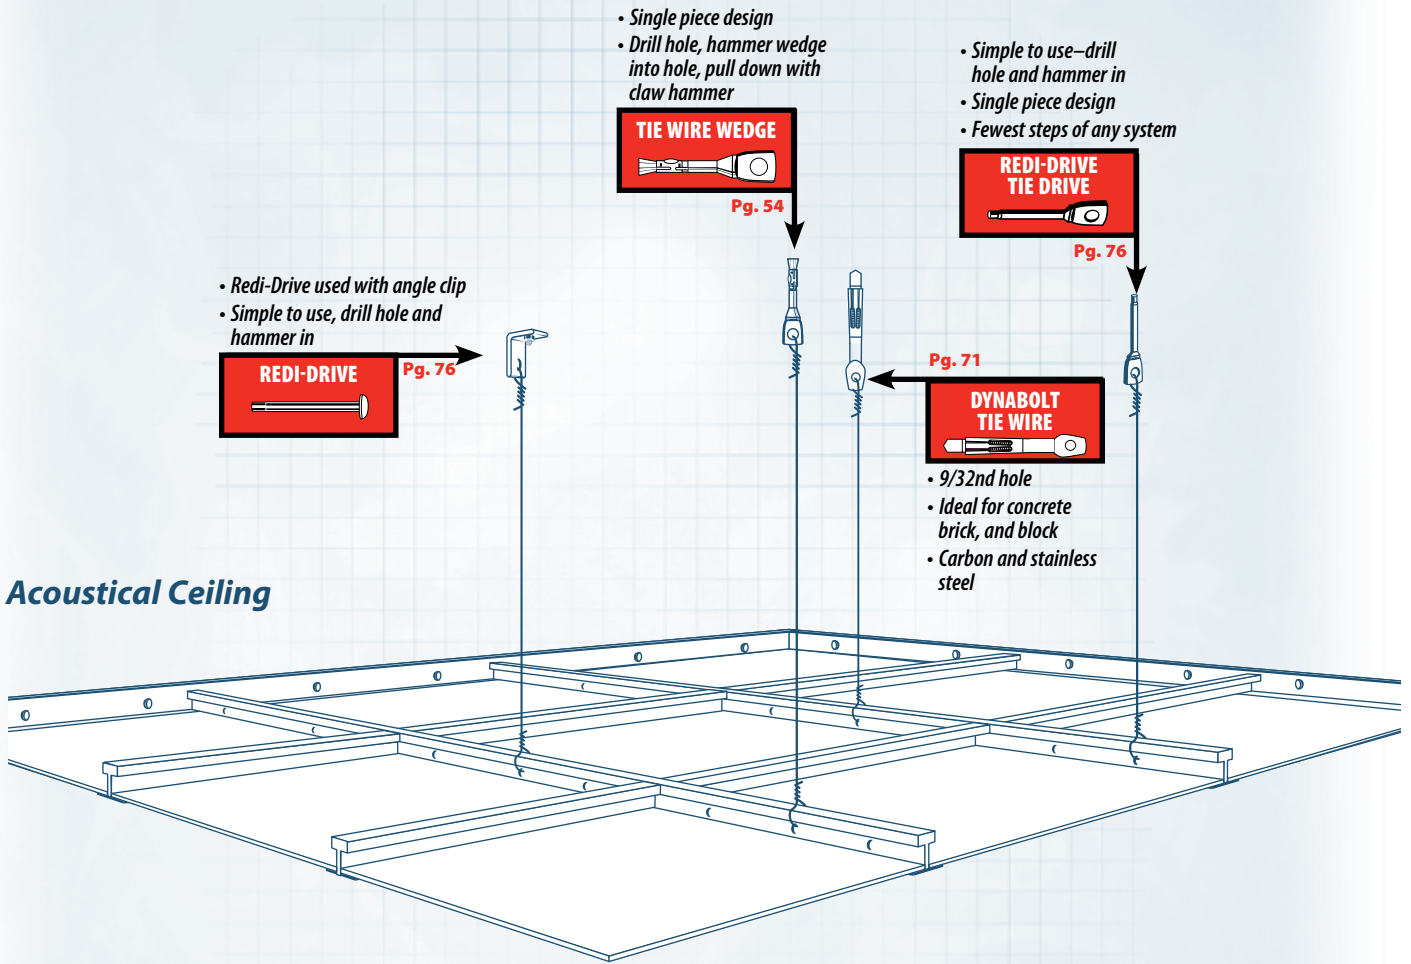 • Single piece design
• Drill hole, hammer wedge
into hole, pull down with
claw hammer
TIE WIRE WEDGE
Pg. 54
• Simple to use–drill
hole and hammer in
• Single piece design
• Fewest steps of any system
REDI-DRIVE
TIE DRIVE
Pg. 76
• Redi-Drive used with angle clip
• Simple to use, drill hole and
hammer in
REDI-DRIVE
Pg. 76
Pg. 71
DYNABOLT
TIE WIRE
• 9/32nd hole
• Ideal for concrete
brick, and block
• Carbon and stainless
steel
Acoustical Ceiling